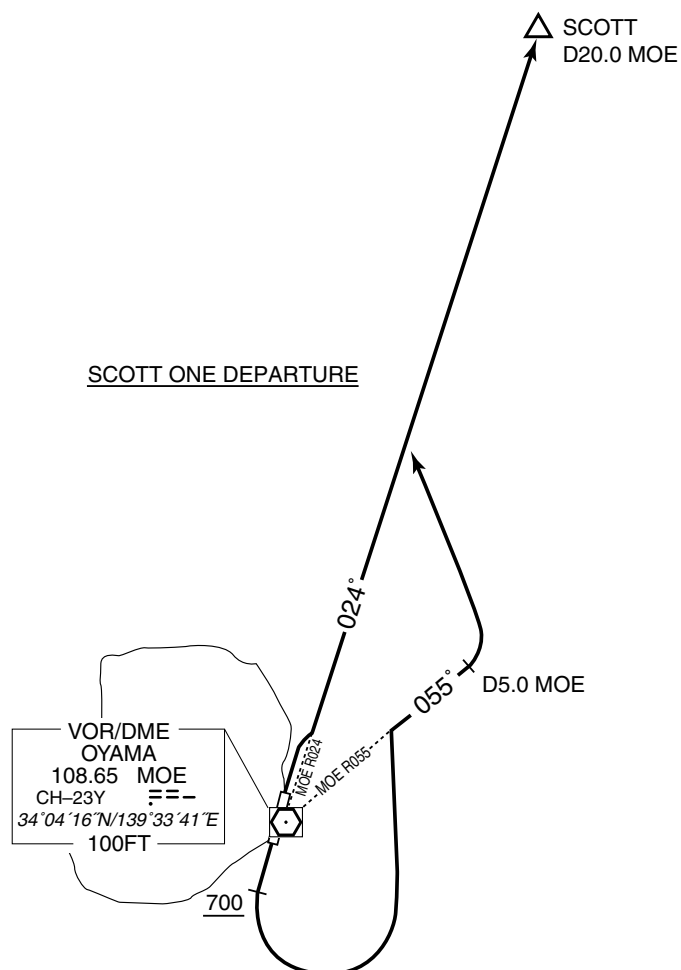 SCOTT
D20.0 MOE
SCOTT ONE DEPARTURE
024°
055°
D5.0 MOE
MOE R024
MOE R055
VOR/DME
OYAMA
108.65 MOE
CH–23Y
34°04´16˝N/139°33´41˝E
100FT
700